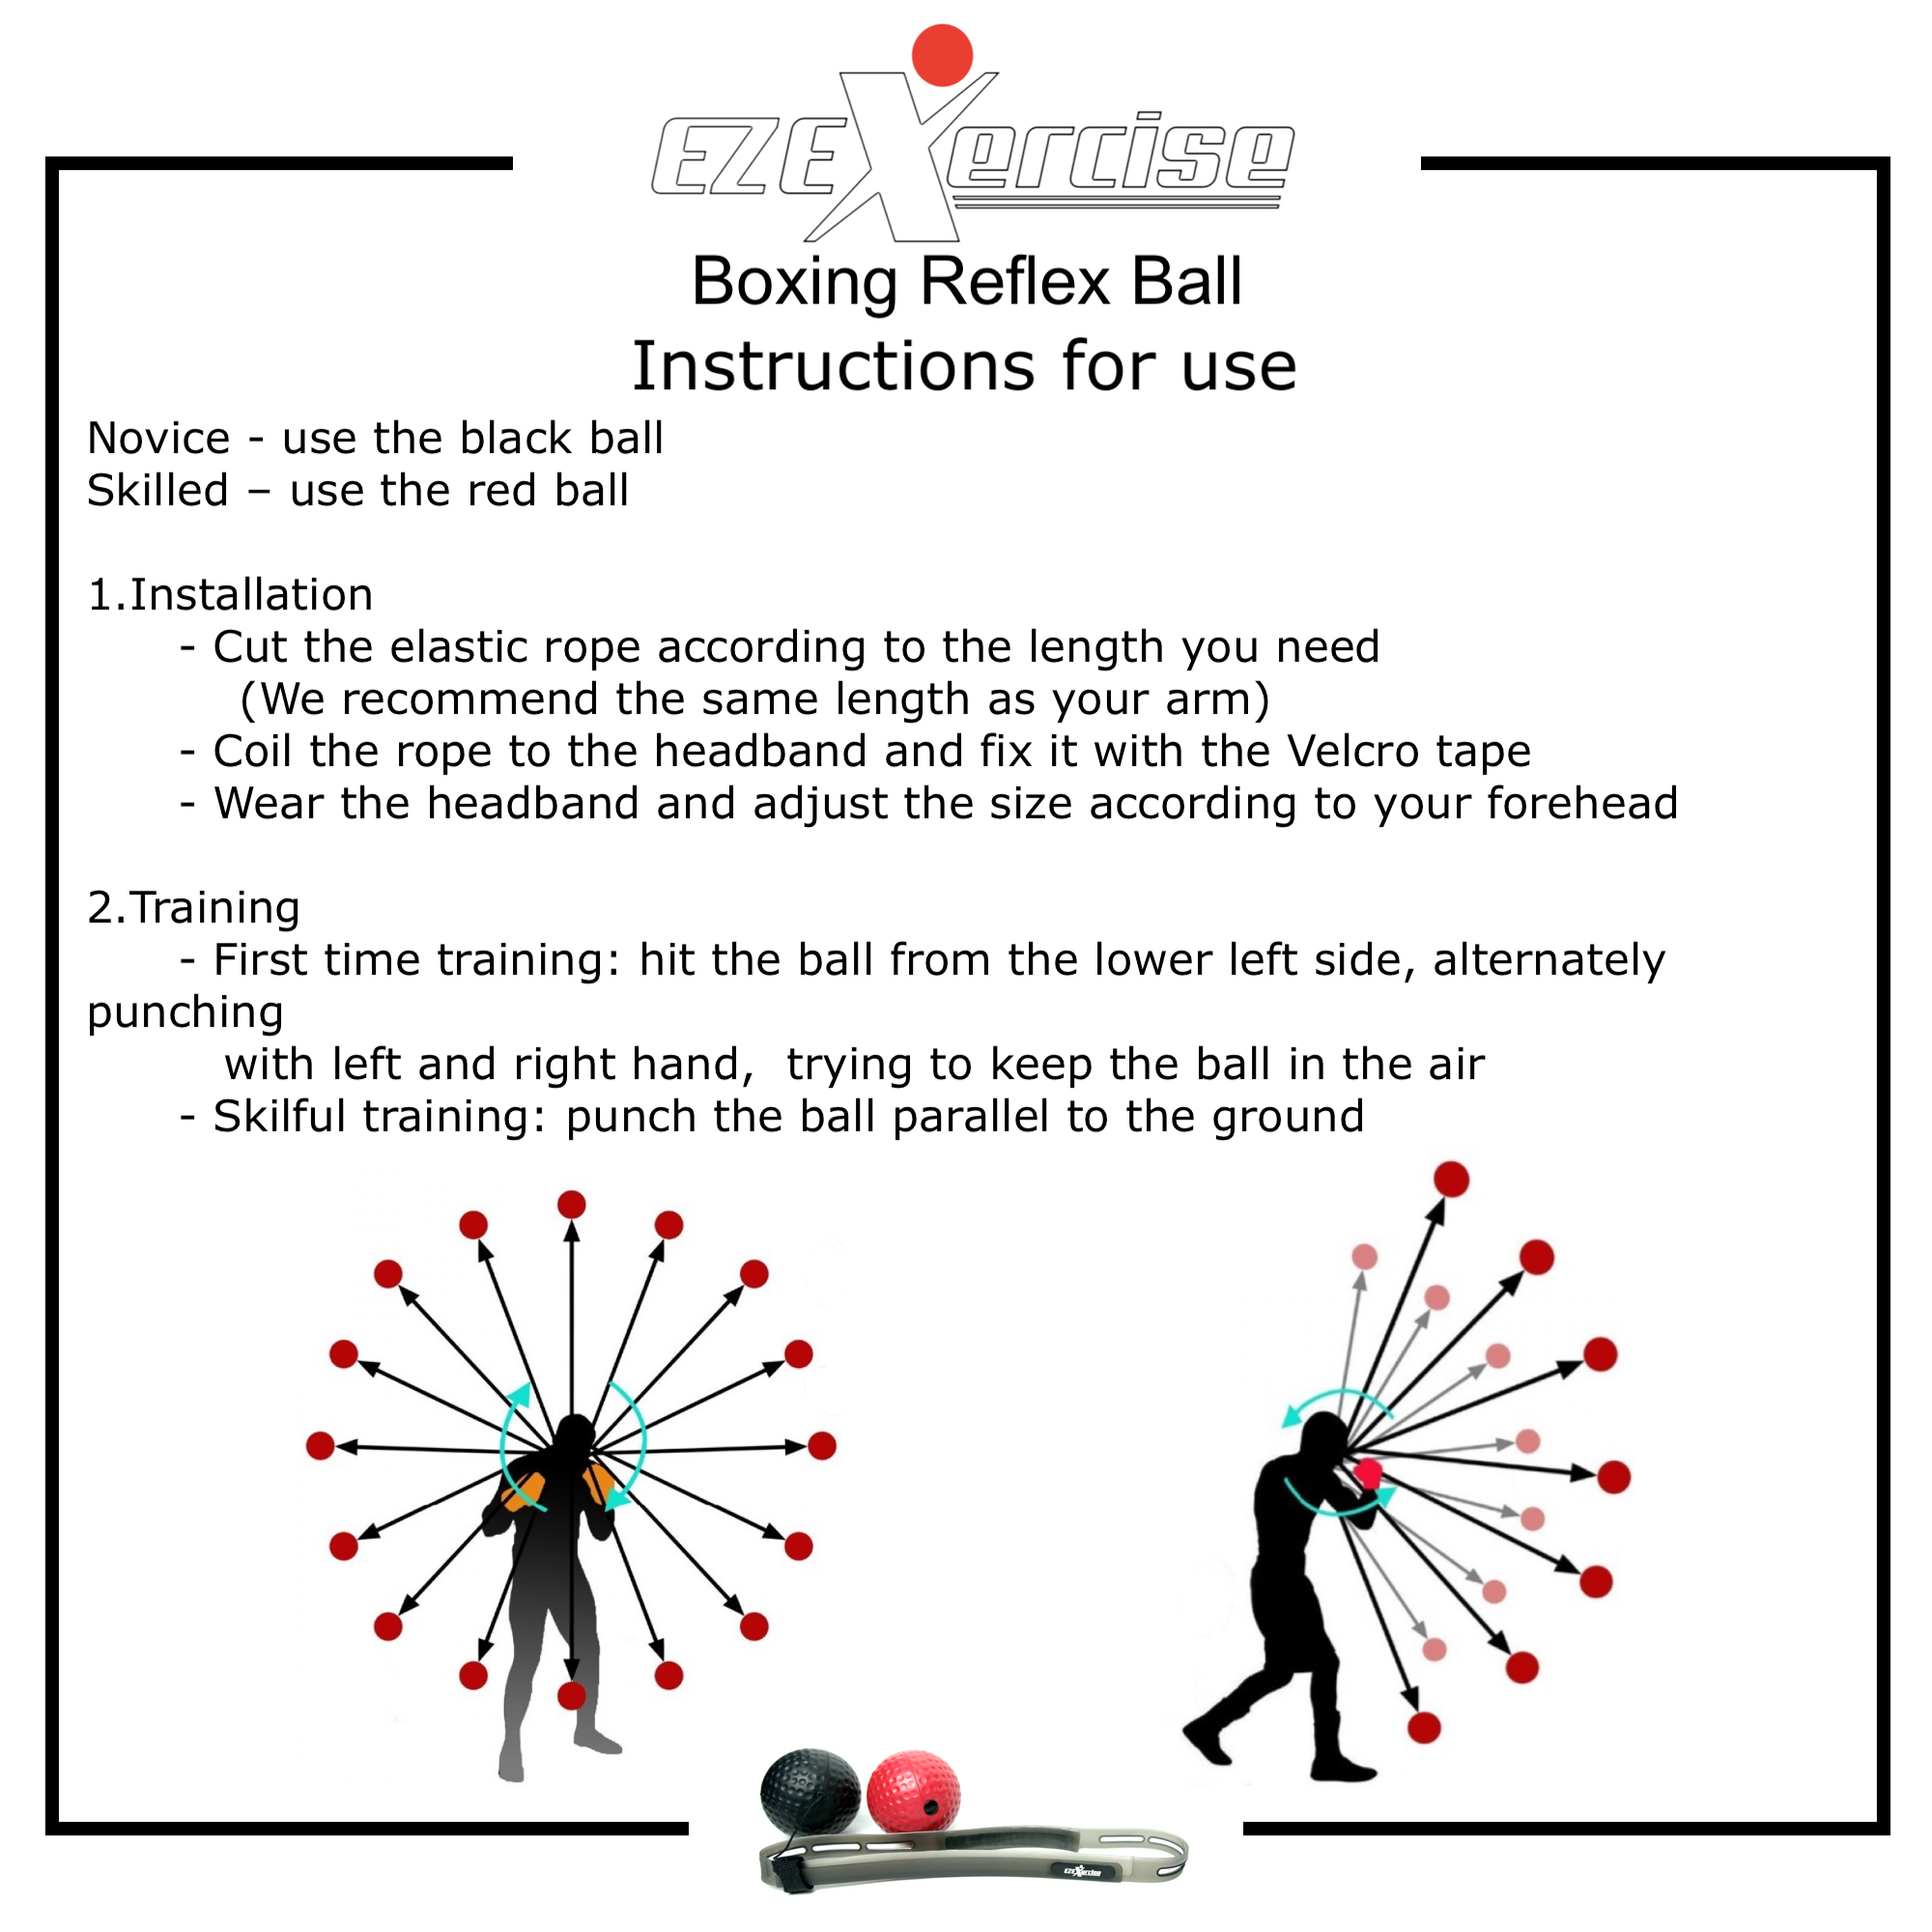 EZEXercise
Boxing Reflex Ball
Instructions for use
Novice - use the black ball
Skilled – use the red ball
1.Installation
- Cut the elastic rope according to the length you need
(We recommend the same length as your arm)
- Coil the rope to the headband and fix it with the Velcro tape
- Wear the headband and adjust the size according to your forehead
2.Training
- First time training: hit the ball from the lower left side, alternately
punching
with left and right hand,  trying to keep the ball in the air
- Skilful training: punch the ball parallel to the ground
EZEXercise